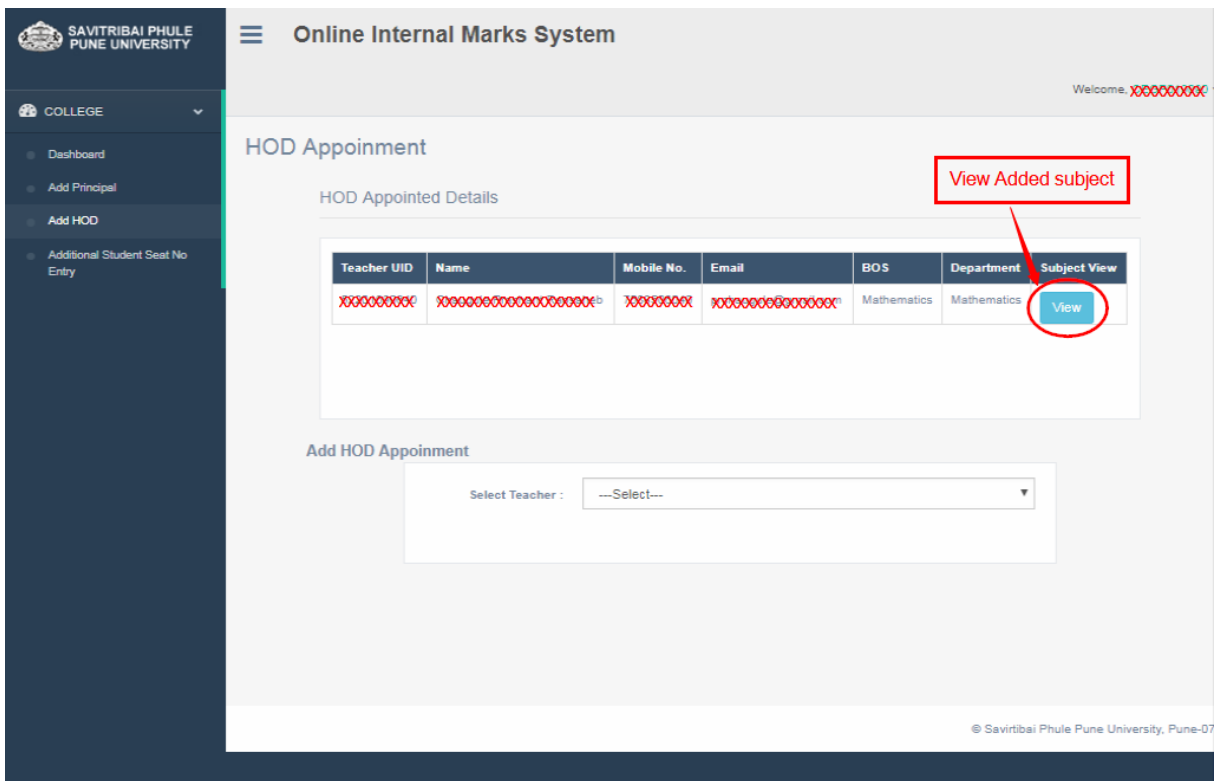 SAVITRIBAI PHULE
PUNE UNIVERSITY
Online Internal Marks System
Welcome,
COLLEGE
Dashboard
Add Principal
Add HOD
Additional Student Seat No
Entry
HOD Appoinment
View Added subject
HOD Appointed Details
Teacher UID Name Mobile No. Email BOS Department Subject View
Mathematics Mathematics View
Add HOD Appoinment
Select Teacher : ---Select---
© Savirtibai Phule Pune University, Pune-07